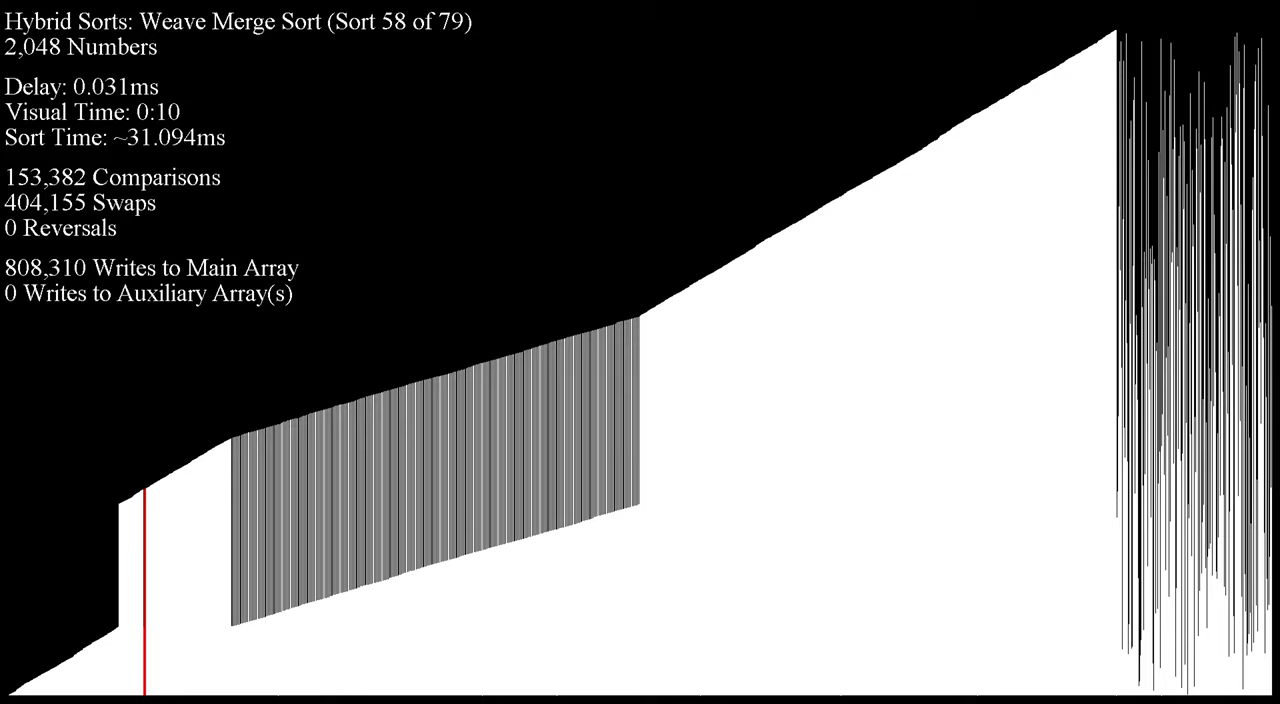 Hybrid Sorts: Weave Merge Sort (Sort 58 of 79)
2,048 Numbers
Delay: 0.031ms
Visual Time: 0:10
Sort Time: ~31.094ms
153,382 Comparisons
404,155 Swaps
0 Reversals
808,310 Writes to Main Array
0 Writes to Auxiliary Array(s)